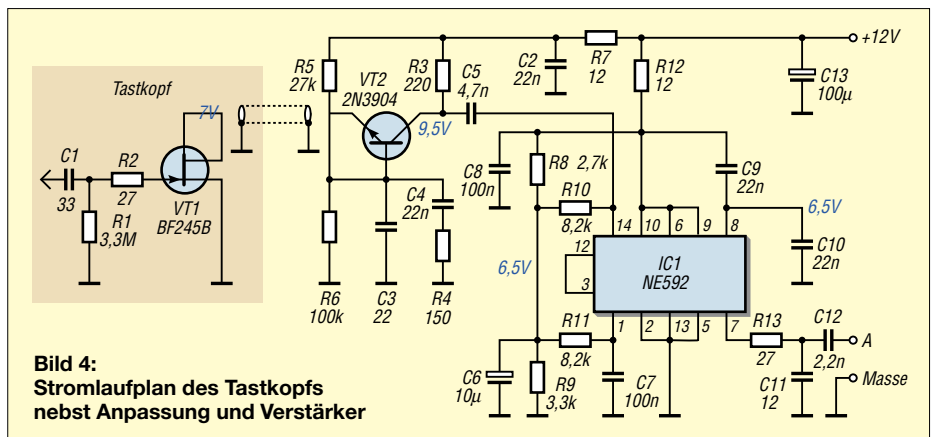 +12V
R5
27k
VT2
2N3904
R3
220
C5
4,7n
C2
22n
R7
12
R12
12
C13
100µ
Tastkopf
7V
9,5V
C1
33
R2
27
R1
3,3M
VT1
BF245B
C8
100n
R8 2,7k
C9
22n
C4
22n
R10
8,2k
6,5V
14
10
6
9
8
12
3
IC1
NE592
C10
22n
6,5V
R6
100k
C3
22
R4
150
R11
8,2k
1
2
13
5
7
R13
27
C12
2,2n
A
C6
10µ
R9
3,3k
C7
100n
C11
12
Masse
Bild 4:
Stromlaufplan des Tastkopfs
nebst Anpassung und Verstärker